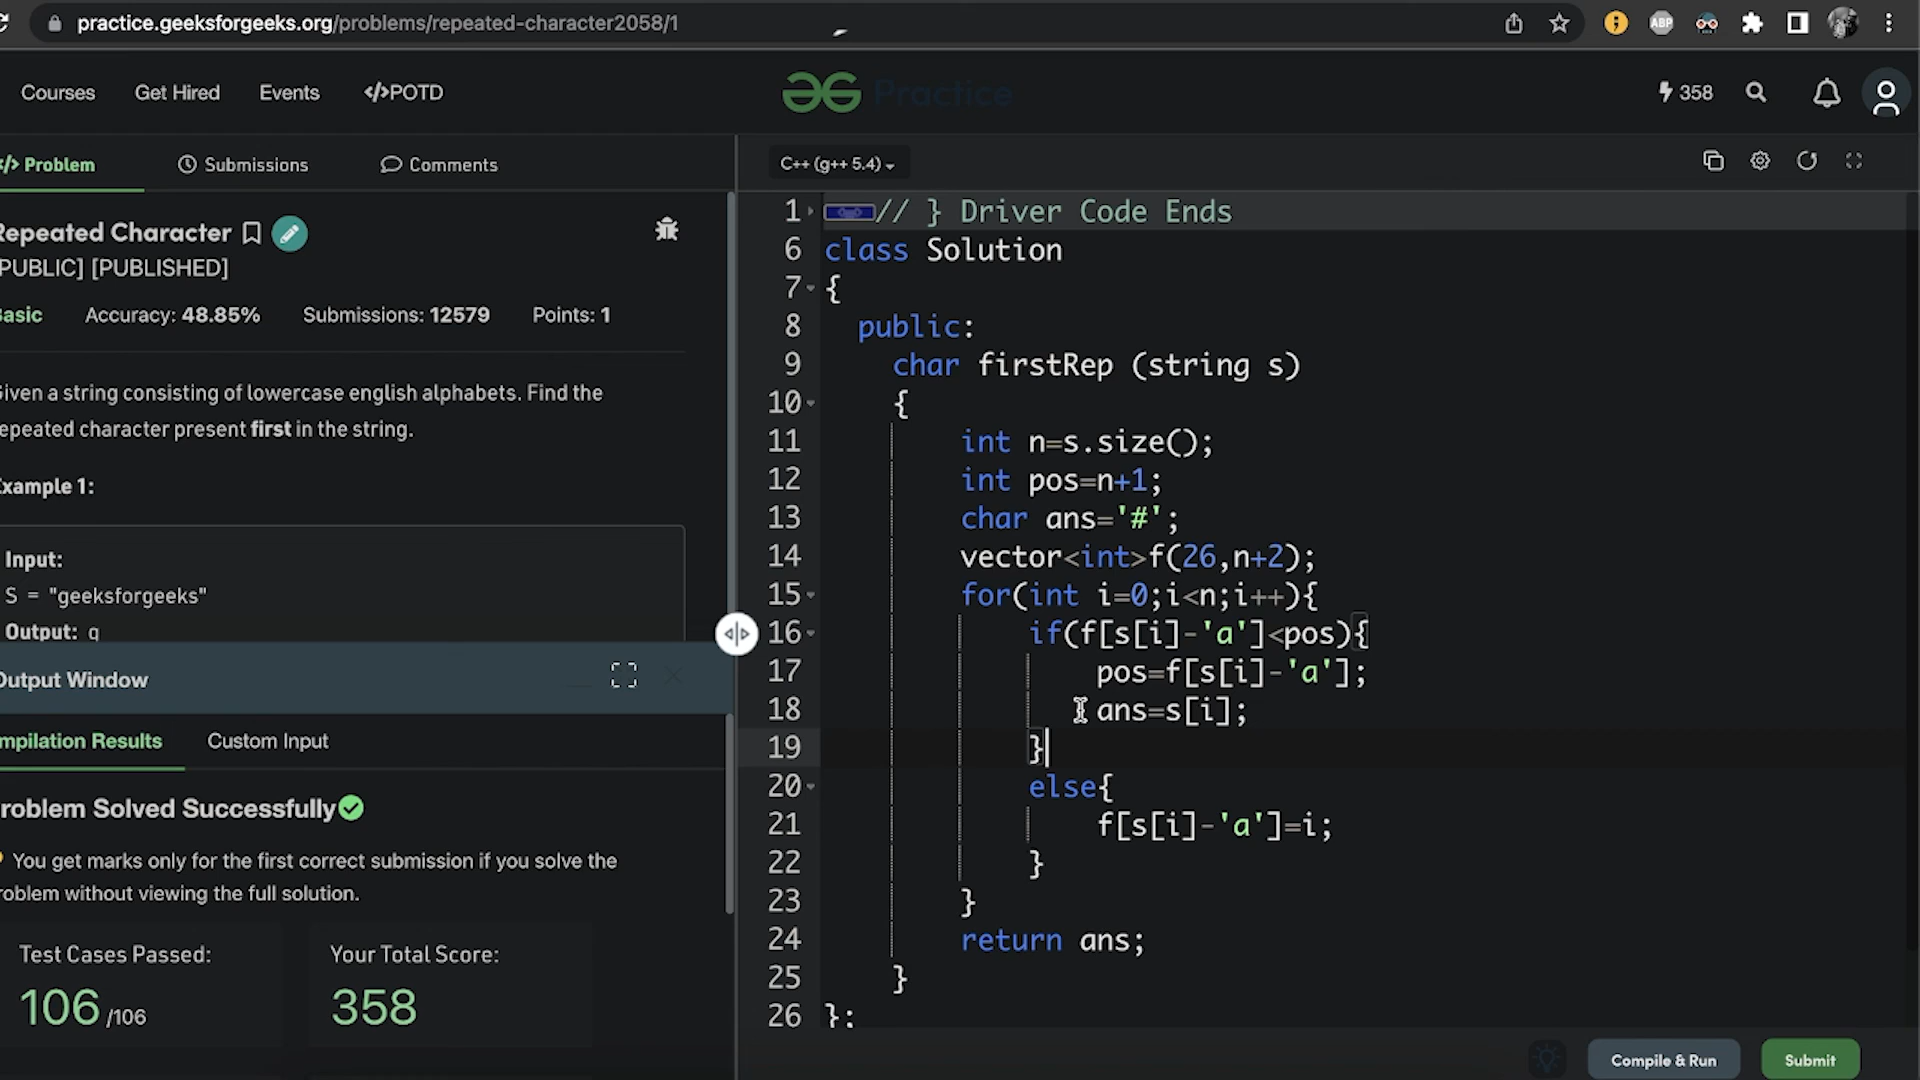 practice.geeksforgeeks.org/problems/repeated-character2058/1
ABP
Courses
Get Hired
Events
</>POTD
Practice
358
</> Problem
Submissions
Comments
C++ (g++ 5.4)
Repeated Character
PUBLIC] [PUBLISHED]
asic
Accuracy: 48.85%
Submissions: 12579
Points: 1
iven a string consisting of lowercase english alphabets. Find the
epeated character present first in the string.
xample 1:
Input:
S = "geeksforgeeks"
Output: g
Output Window
mpilation Results
Custom Input
roblem Solved Successfully
You get marks only for the first correct submission if you solve the
roblem without viewing the full solution.
Test Cases Passed:
106 /106
Your Total Score:
358
1 // } Driver Code Ends
6 class Solution
7 {
8 public:
9 char firstRep (string s)
10 {
11 int n=s.size();
12 int pos=n+1;
13 char ans='#';
14 vector<int>f(26,n+2);
15 for(int i=0;i<n;i++){
16 if(f[s[i]-'a']<pos){
17 pos=f[s[i]-'a'];
18 ans=s[i];
19 }
20 else{
21 f[s[i]-'a']=i;
22 }
23 }
24 return ans;
25 }
26 };
Compile & Run
Submit